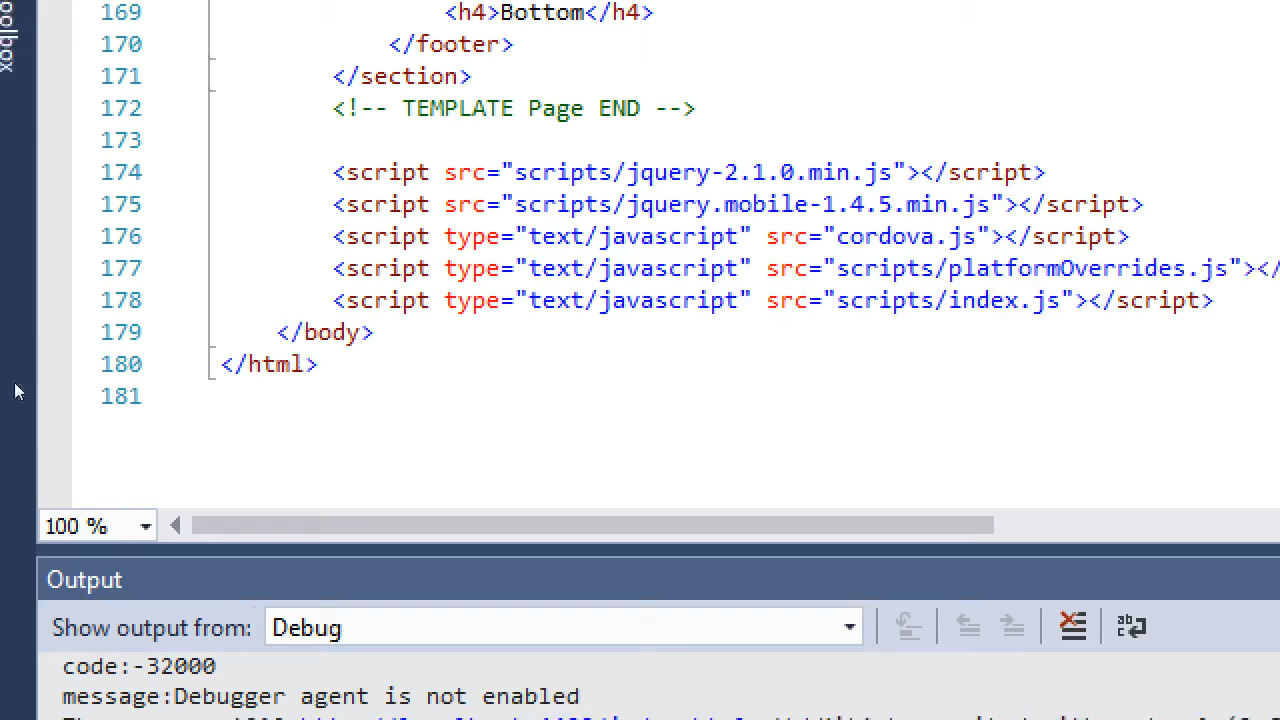 169 <h4>Bottom</h4>
170 </footer>
171 </section>
172 <!-- TEMPLATE Page END -->
173
174 <script src="scripts/jquery-2.1.0.min.js"></script>
175 <script src="scripts/jquery.mobile-1.4.5.min.js"></script>
176 <script type="text/javascript" src="cordova.js"></script>
177 <script type="text/javascript" src="scripts/platformOverrides.js"></
178 <script type="text/javascript" src="scripts/index.js"></script>
179 </body>
180 </html>
181
100 %
Output
Show output from: Debug
code:-32000
message:Debugger agent is not enabled